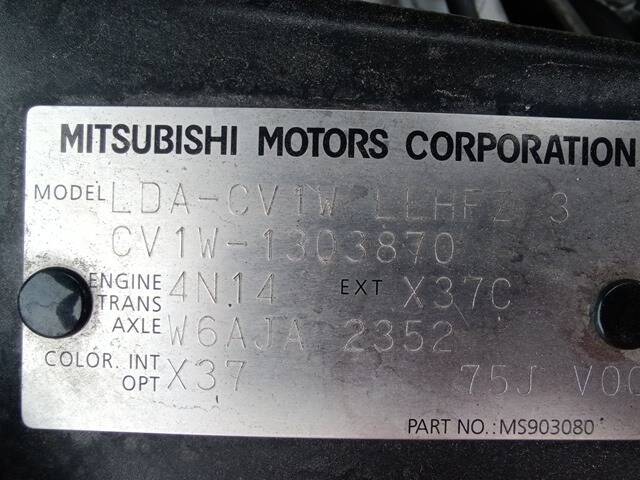 MITSUBISHI MOTORS CORPORATION
MODEL LDA-CV1W LLHFZ 3
CV1W-1303870
ENGINE 4N14 EXT X37C
TRANS
AXLE W6AJA 2352
COLOR. INT X37
OPT 75J V00
PART NO.:MS903080